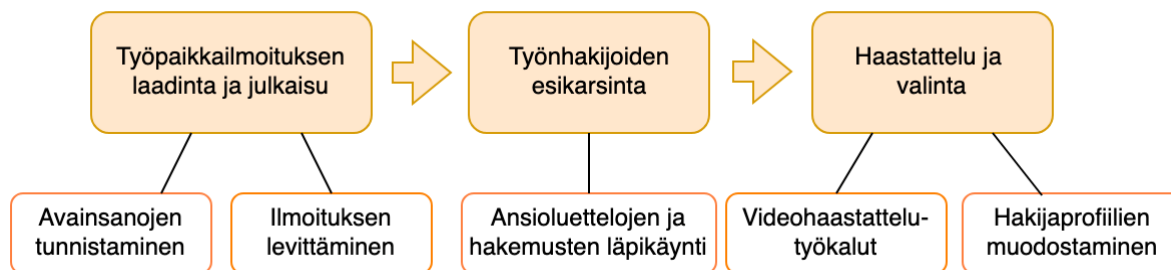 Työpaikkailmoituksen
laadinta ja julkaisu
Työnhakijoiden
esikarsinta
Haastattelu ja
valinta
Avainsanojen
tunnistaminen
Ilmoituksen
levittäminen
Ansioluettelojen ja
hakemusten läpikäynti
Videohaastattelu-
työkalut
Hakijaprofiilien
muodostaminen